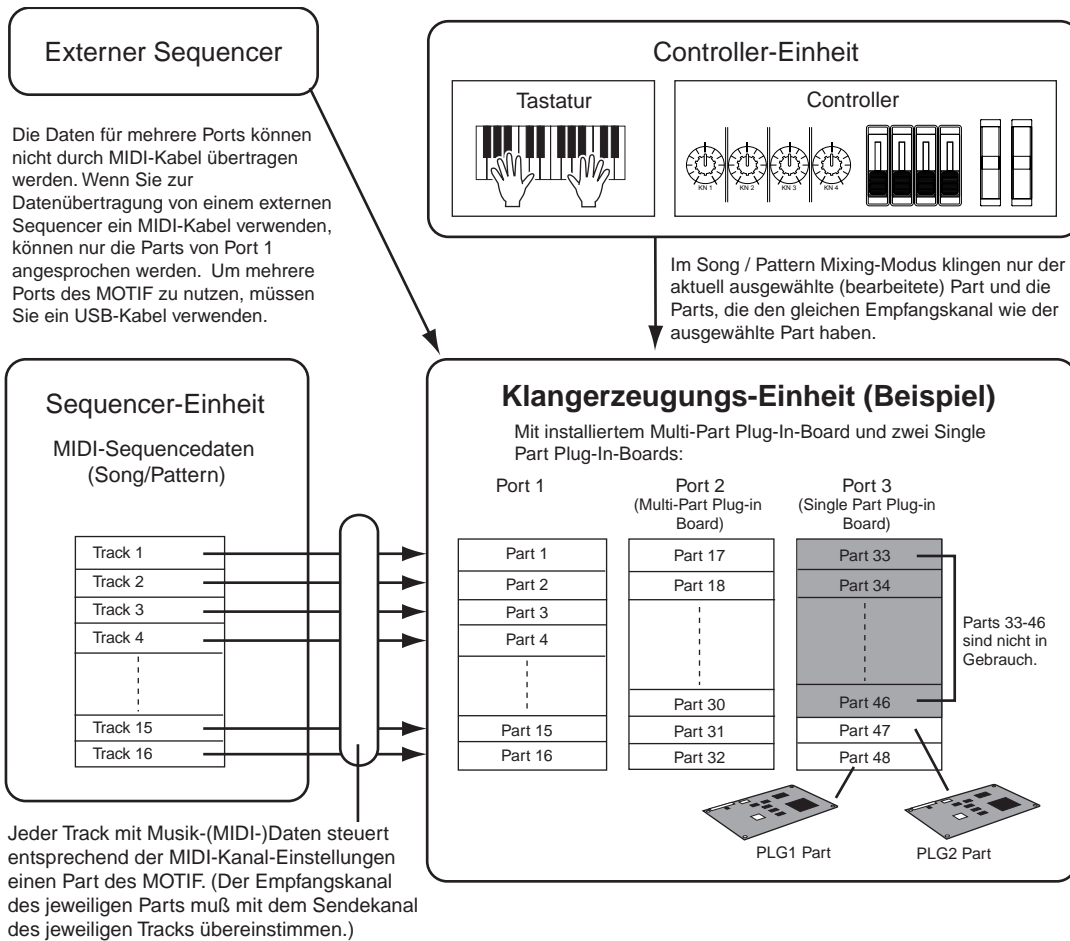 Externer Sequencer
Die Daten für mehrere Ports können
nicht durch MIDI-Kabel übertragen
werden. Wenn Sie zur
Datenübertragung von einem externen
Sequencer ein MIDI-Kabel verwenden,
können nur die Parts von Port 1
angesprochen werden. Um mehrere
Ports des MOTIF zu nutzen, müssen
Sie ein USB-Kabel verwenden.
Controller-Einheit
Tastatur
Controller
KN 1
KN 2
KN 3
KN 4
Im Song / Pattern Mixing-Modus klingen nur der
aktuell ausgewählte (bearbeitete) Part und die
Parts, die den gleichen Empfangskanal wie der
ausgewählte Part haben.
Sequencer-Einheit
MIDI-Sequencedaten
(Song/Pattern)
Track 1
Track 2
Track 3
Track 4
Track 15
Track 16
Jeder Track mit Musik-(MIDI-)Daten steuert
entsprechend der MIDI-Kanal-Einstellungen
einen Part des MOTIF. (Der Empfangskanal
des jeweiligen Parts muß mit dem Sendekanal
des jeweiligen Tracks übereinstimmen.)
Klangerzeugungs-Einheit (Beispiel)
Mit installiertem Multi-Part Plug-In-Board und zwei Single
Part Plug-In-Boards:
Port 1
Part 1
Part 2
Part 3
Part 4
Part 15
Part 16
Port 2
(Multi-Part Plug-in
Board)
Part 17
Part 18
Part 30
Part 31
Part 32
Port 3
(Single Part Plug-in
Board)
Part 33
Part 34
Part 46
Part 47
Part 48
Parts 33-46
sind nicht in
Gebrauch.
PLG1 Part
PLG2 Part